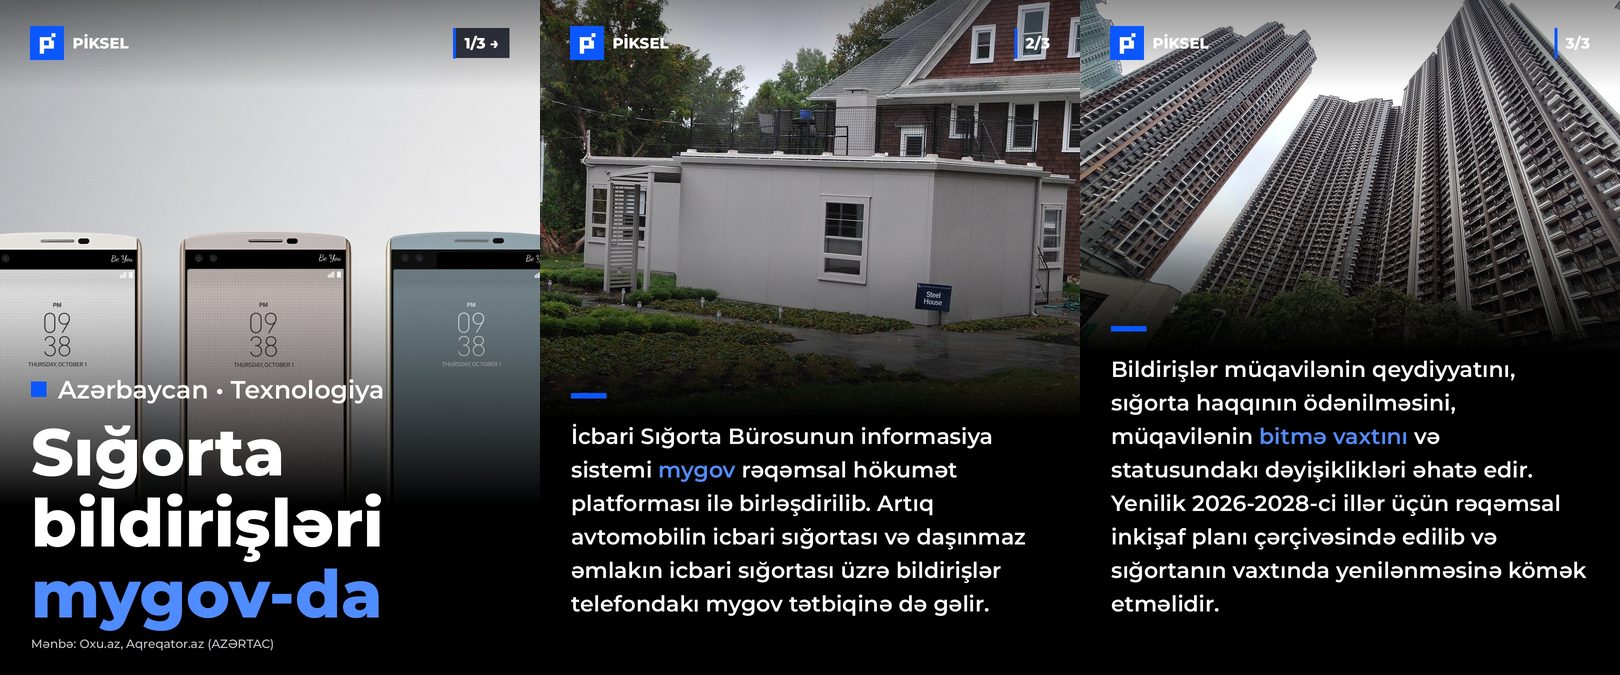 PİKSEL
1/3 →
Be You
Be You
Be Y
PM
09
38
THURSDAY, OCTOBER 1
PM
09
38
THURSDAY, OCTOBER 1
PM
09
38
THURSDAY, OCTOBER 1
Azərbaycan • Texnologiya
Sığorta
bildirişləri
mygov-da
Mənbə: Oxu.az, Aqreqator.az (AZƏRTAC)
PİKSEL
2/3
Steel
House
İcbari Sığorta Bürosunun informasiya
sistemi mygov rəqəmsal hökumət
platforması ilə birləşdirilib. Artıq
avtomobilin icbari sığortası və daşınmaz
əmlakın icbari sığortası üzrə bildirişlər
telefondakı mygov tətbiqinə də gəlir.
PİKSEL
3/3
Bildirişlər müqavilənin qeydiyyatını,
sığorta haqqının ödənilməsini,
müqavilənin bitmə vaxtını və
statusundakı dəyişiklikləri əhatə edir.
Yenilik 2026-2028-ci illər üçün rəqəmsal
inkişaf planı çərçivəsində edilib və
sığortanın vaxtında yenilənməsinə kömək
etməlidir.